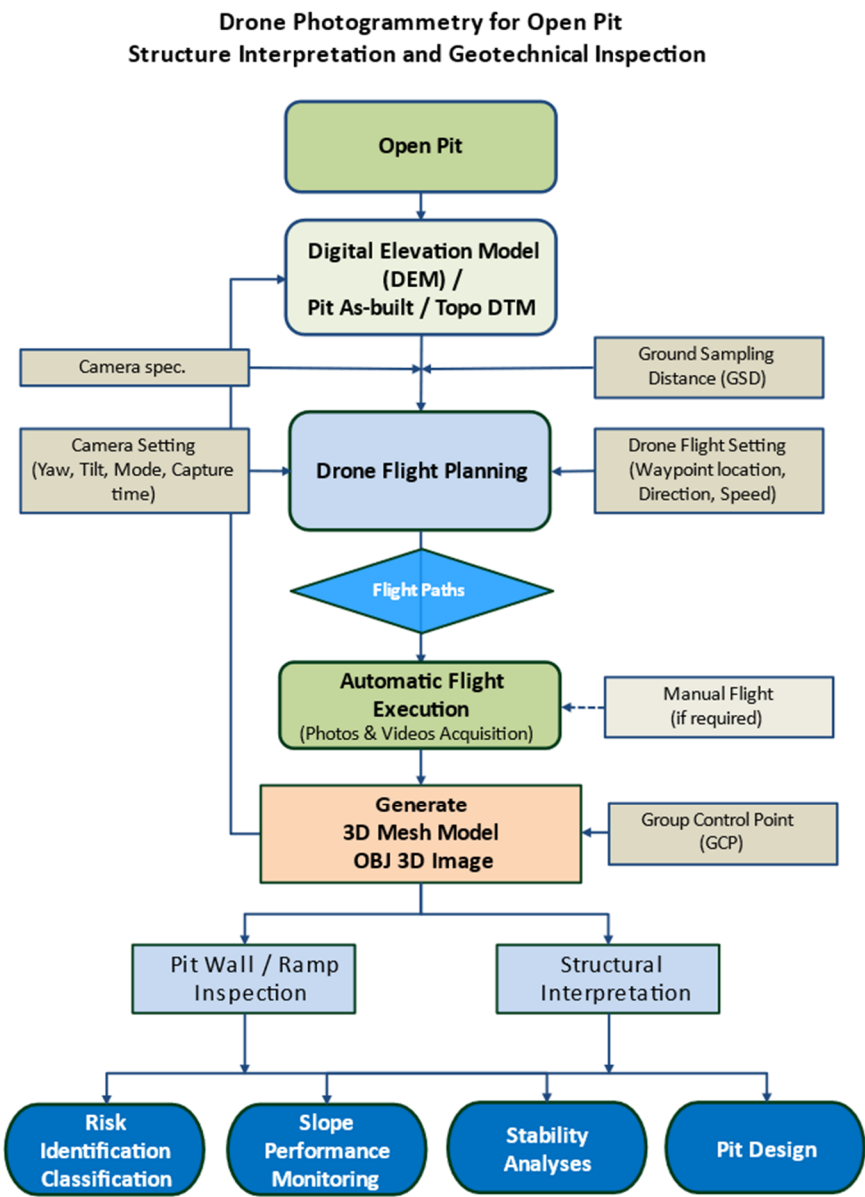 Drone Photogrammetry for Open Pit
Structure Interpretation and Geotechnical Inspection
Open Pit
Digital Elevation Model
(DEM) /
Pit As-built / Topo DTM
Camera spec.
Ground Sampling
Distance (GSD)
Camera Setting
(Yaw, Tilt, Mode, Capture
time)
Drone Flight Planning
Drone Flight Setting
(Waypoint location,
Direction, Speed)
Flight Paths
Automatic Flight
Execution
(Photos & Videos Acquisition)
Manual Flight
(if required)
Generate
3D Mesh Model
OBJ 3D Image
Group Control Point
(GCP)
Pit Wall / Ramp
Inspection
Structural
Interpretation
Risk
Identification
Classification
Slope
Performance
Monitoring
Stability
Analyses
Pit Design